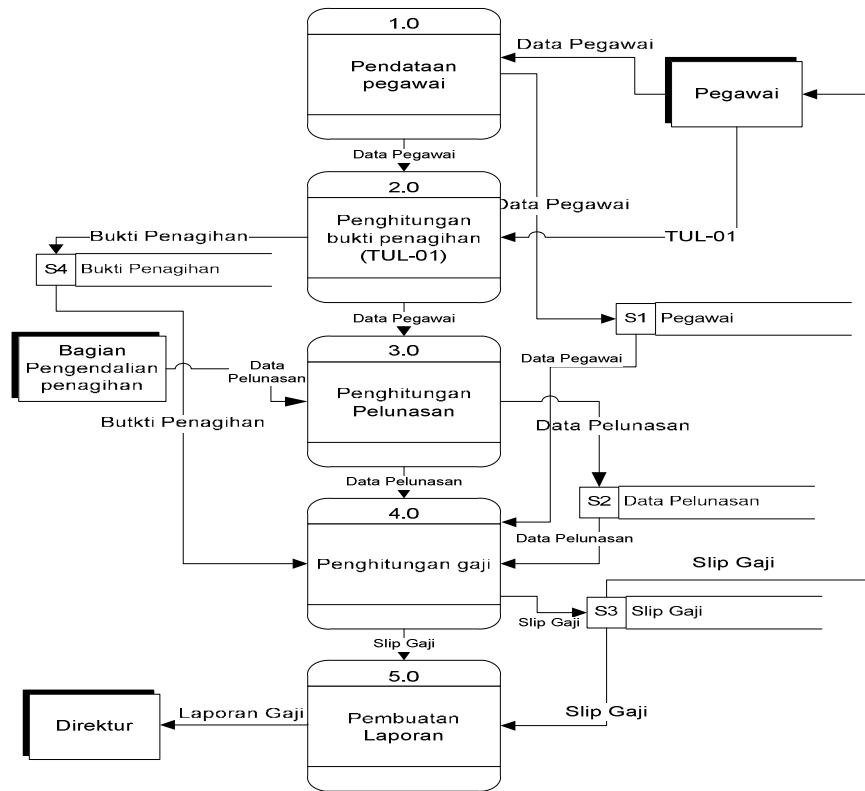 1.0
Pendataan
pegawai
Data Pegawai
Pegawai
Data Pegawai
2.0
Penghitungan
bukti penagihan
(TUL-01)
Data Pegawai
TUL-01
Bukti Penagihan
S4 Bukti Penagihan
Data Pegawai
S1 Pegawai
Bagian
Pengendalian
penagihan
Data
Pelunasan
3.0
Penghitungan
Pelunasan
Data Pegawai
Butkti Penagihan
Data Pelunasan
Data Pelunasan
S2 Data Pelunasan
4.0
Penghitungan gaji
Data Pelunasan
Slip Gaji
S3 Slip Gaji
Slip Gaji
Slip Gaji
5.0
Pembuatan
Laporan
Slip Gaji
Laporan Gaji
Direktur